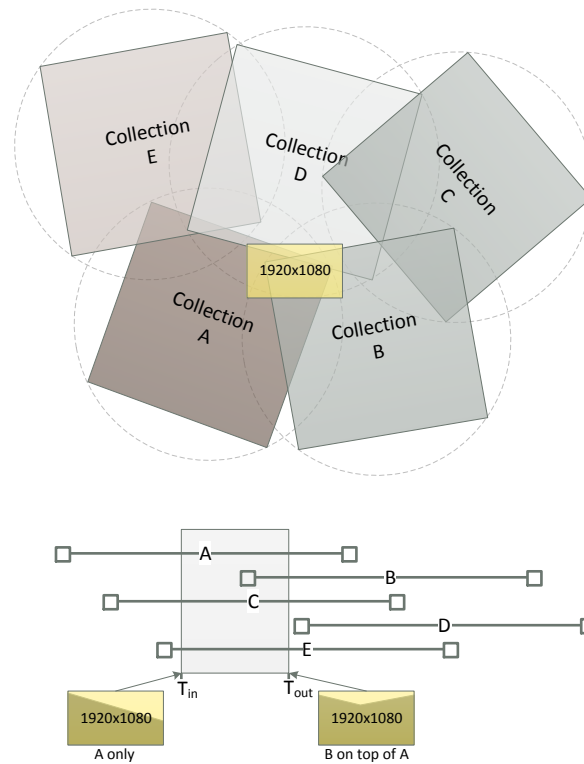 Collection
E
Collection
D
Collection
C
1920x1080
Collection
A
Collection
B
A
B
C
D
E
Tin
Tout
1920x1080
1920x1080
A only
B on top of A